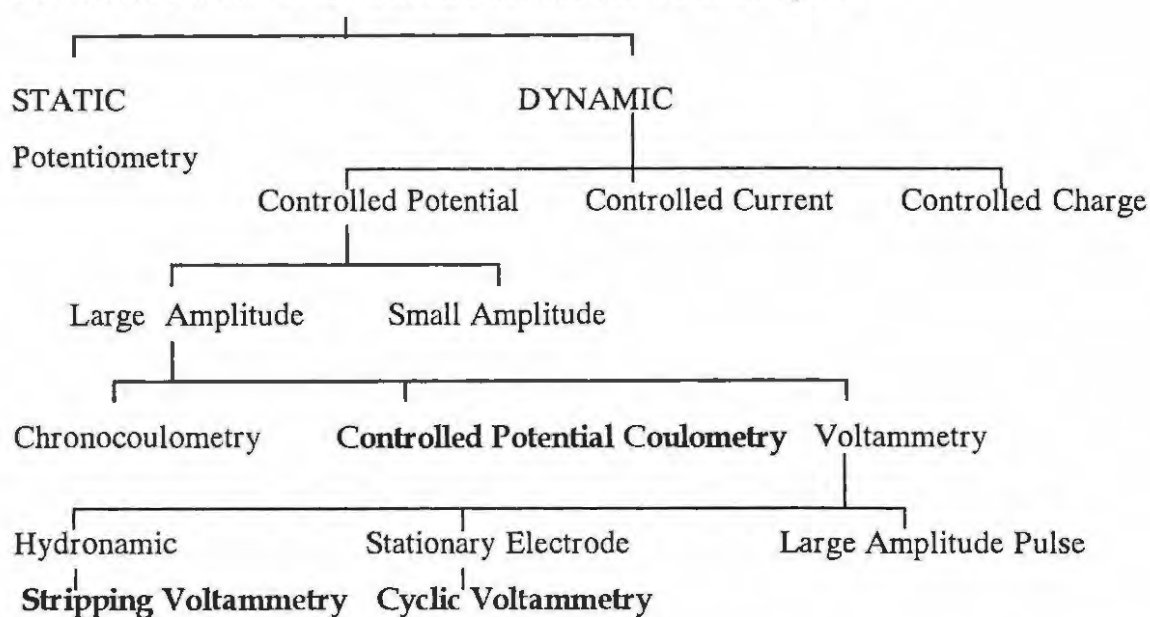 STATIC DYNAMIC
Potentiometry
Controlled Potential Controlled Current Controlled Charge
Large Amplitude Small Amplitude
Chronocoulometry Controlled Potential Coulometry Voltammetry
Hydronamic Stationary Electrode Large Amplitude Pulse
Stripping Voltammetry Cyclic Voltammetry